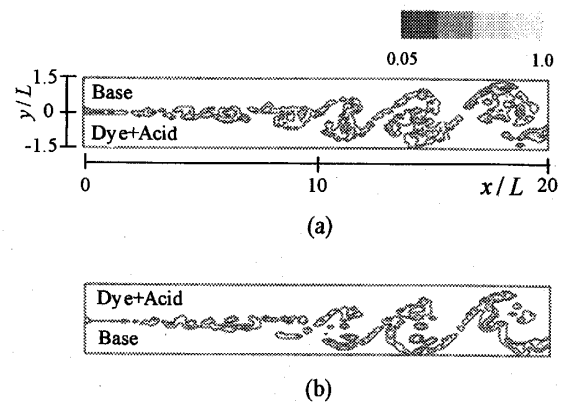 0.05 1.0
1.5
Base
y/L
0
Dye+Acid
-1.5
0 10 x/L 20
(a)
Dye+Acid
Base
(b)